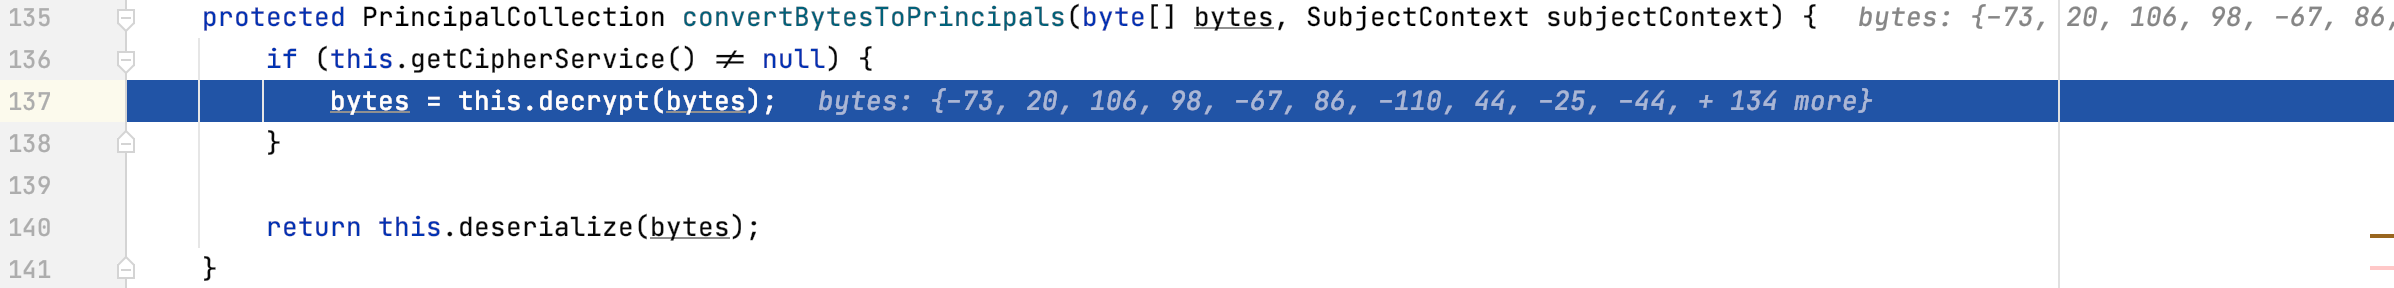 135 protected PrincipalCollection convertBytesToPrincipals(byte[] bytes, SubjectContext subjectContext) { bytes: {-73, 20, 106, 98, -67, 86,
136 if (this.getCipherService() ≠ null) {
137 bytes = this.decrypt(bytes); bytes: {-73, 20, 106, 98, -67, 86, -110, 44, -25, -44, + 134 more}
138 }
139
140 return this.deserialize(bytes);
141 }